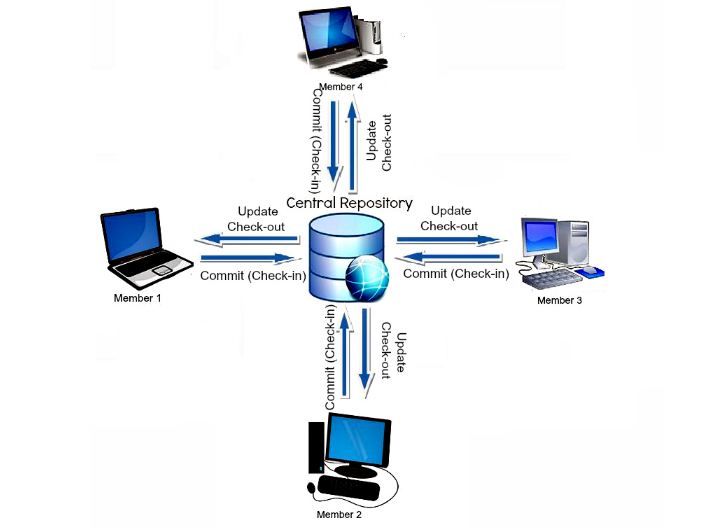 Member 4
Commit (Check-in)
Update
Check-out
Central Repository
Update
Check-out
Commit (Check-in)
Member 1
Update
Check-out
Commit (Check-in)
Member 3
Commit (Check-in)
Update
Check-out
Member 2